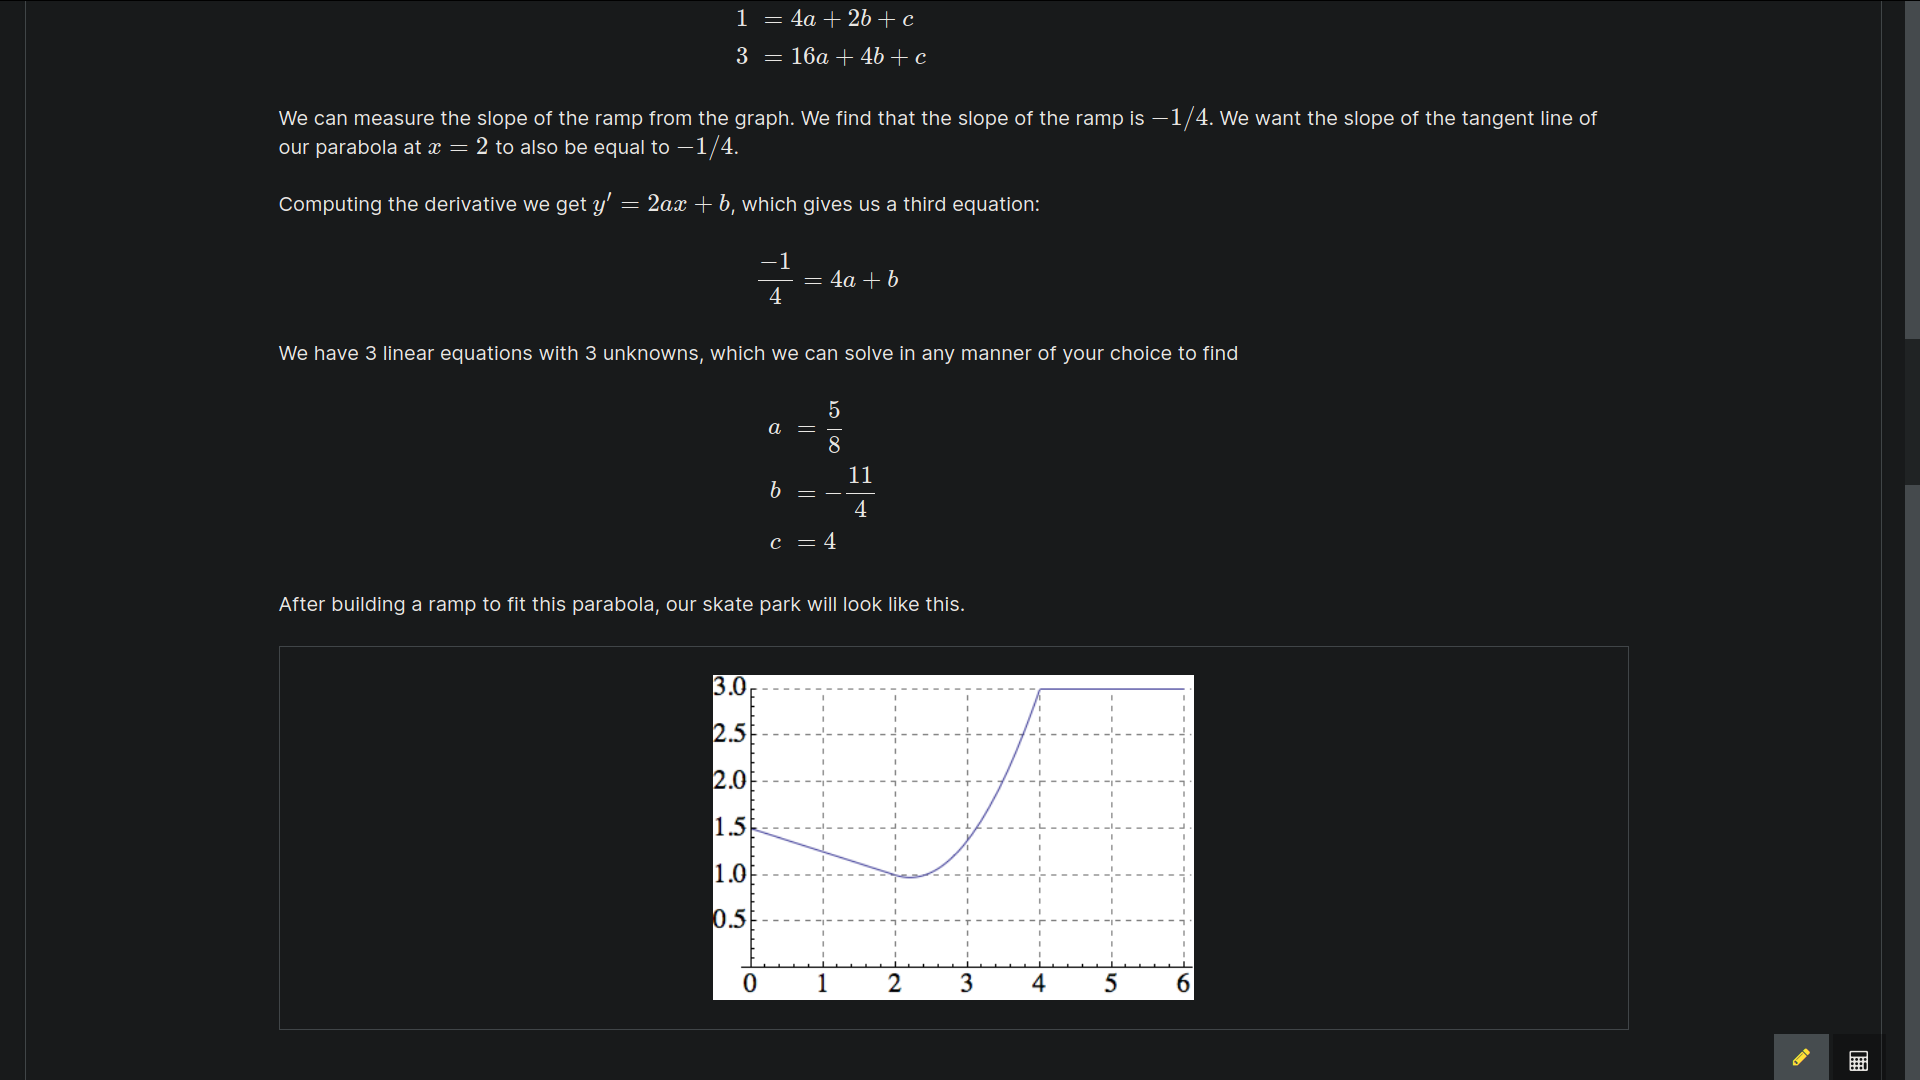 1 = 4a + 2b + c
3 = 16a + 4b + c
We can measure the slope of the ramp from the graph. We find that the slope of the ramp is −1/4. We want the slope of the tangent line of
our parabola at x = 2 to also be equal to −1/4.
Computing the derivative we get y′ = 2ax + b, which gives us a third equation:
−1/4 = 4a + b
We have 3 linear equations with 3 unknowns, which we can solve in any manner of your choice to find
a = 5/8
b = −11/4
c = 4
After building a ramp to fit this parabola, our skate park will look like this.
3.0
2.5
2.0
1.5
1.0
0.5
0 1 2 3 4 5 6